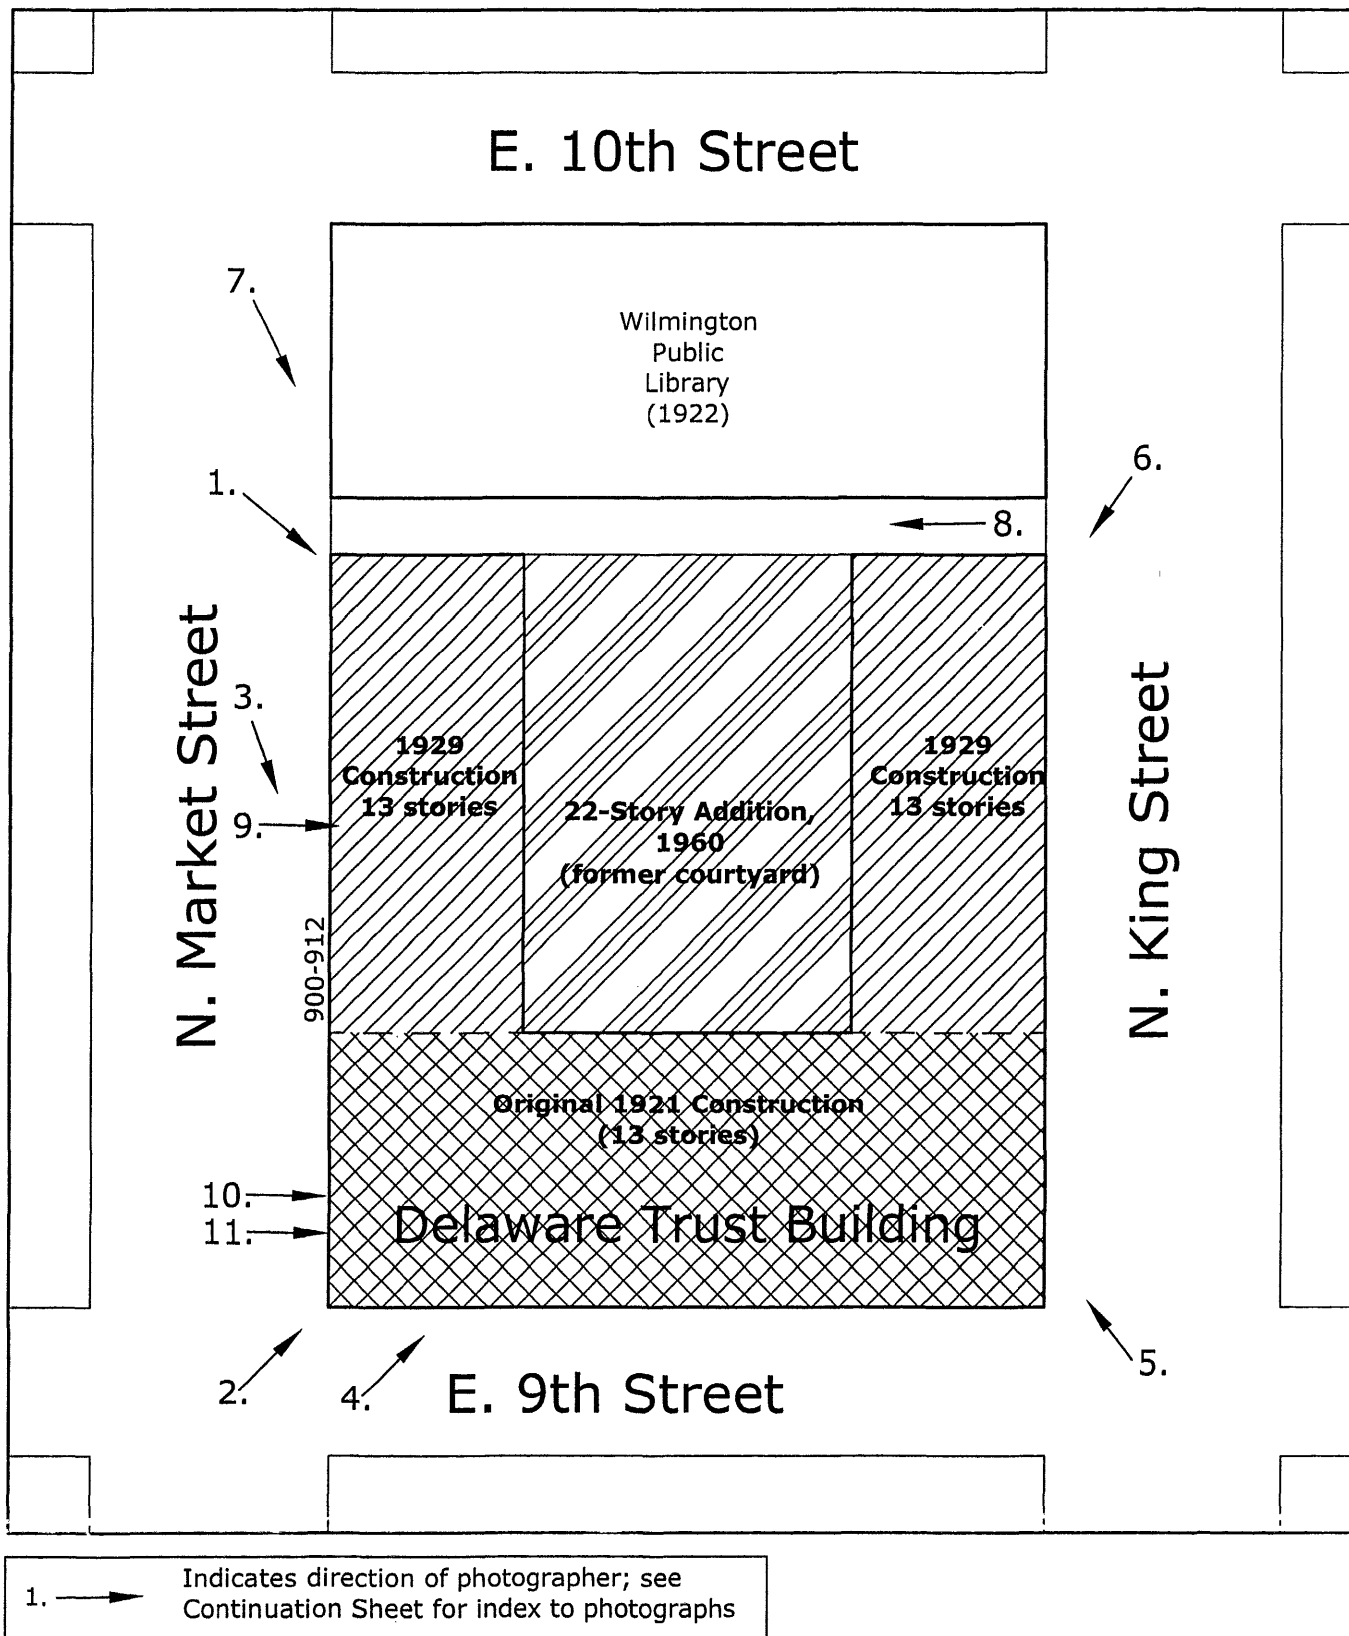 E. 10th Street
7.
Wilmington
Public
Library
(1922)
1.
6.
8.
N. Market Street
3.
1929
Construction
13 stories
9.
22-Story Addition,
1960
(former courtyard)
1929
Construction
13 stories
N. King Street
900-912
Original 1921 Construction
(13 stories)
10.
11.
Delaware Trust Building
2.
4.
E. 9th Street
5.
1.
Indicates direction of photographer; see
Continuation Sheet for index to photographs